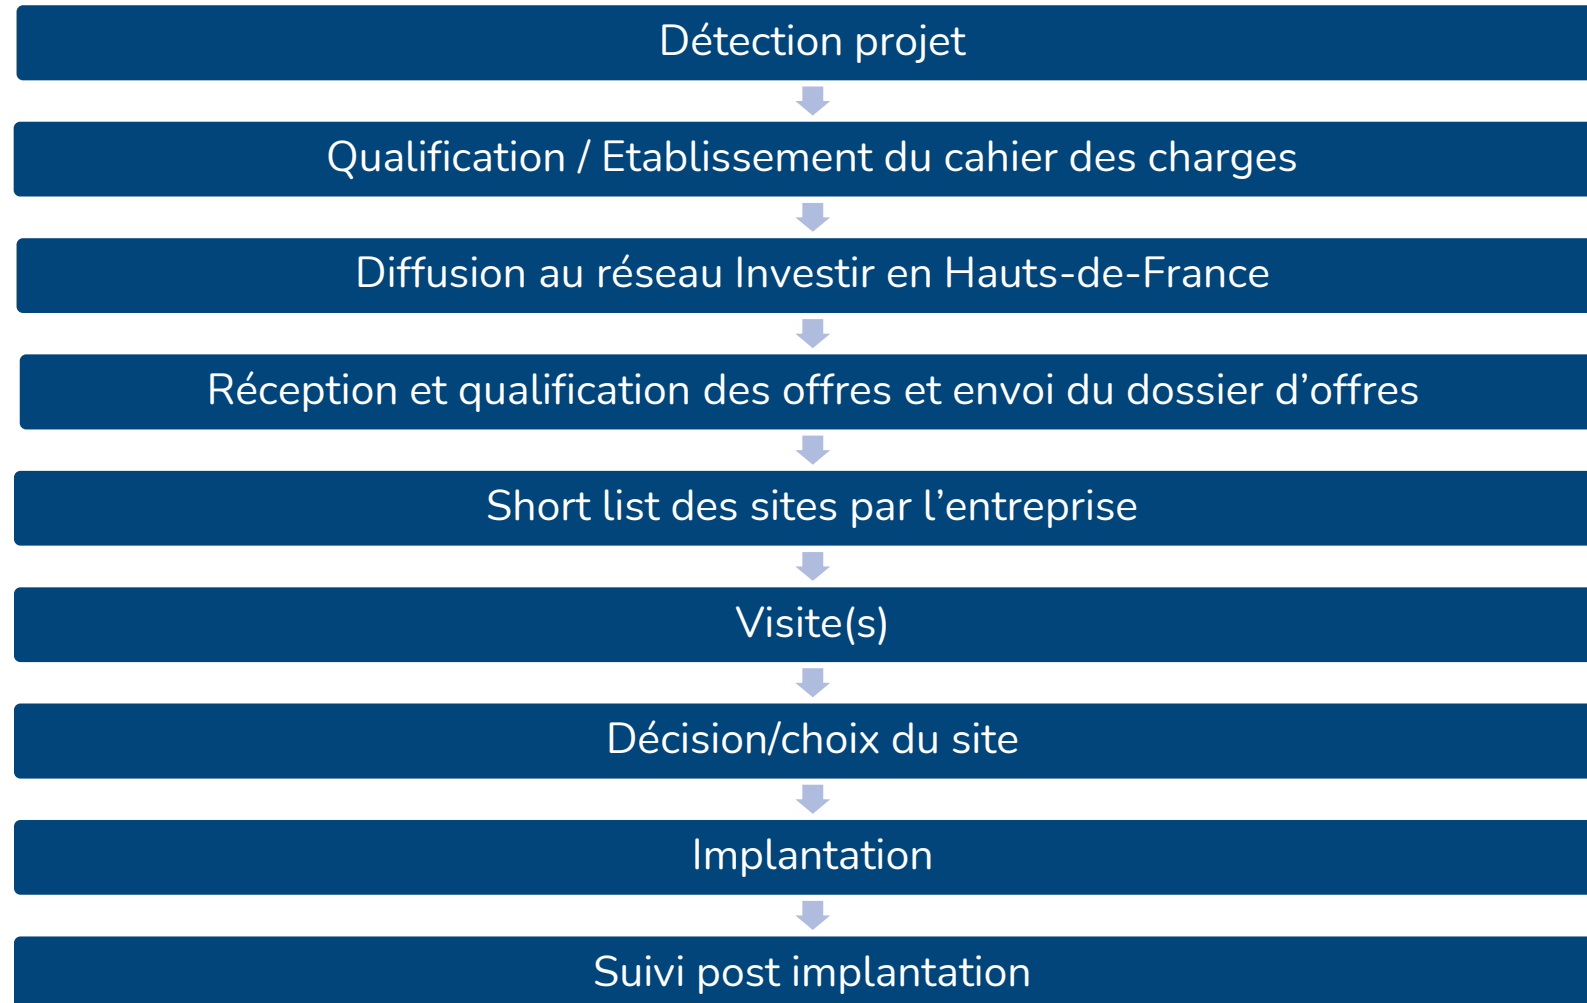 Détection projet
Qualification / Etablissement du cahier des charges
Diffusion au réseau Investir en Hauts-de-France
Réception et qualification des offres et envoi du dossier d’offres
Short list des sites par l’entreprise
Visite(s)
Décision/choix du site
Implantation
Suivi post implantation